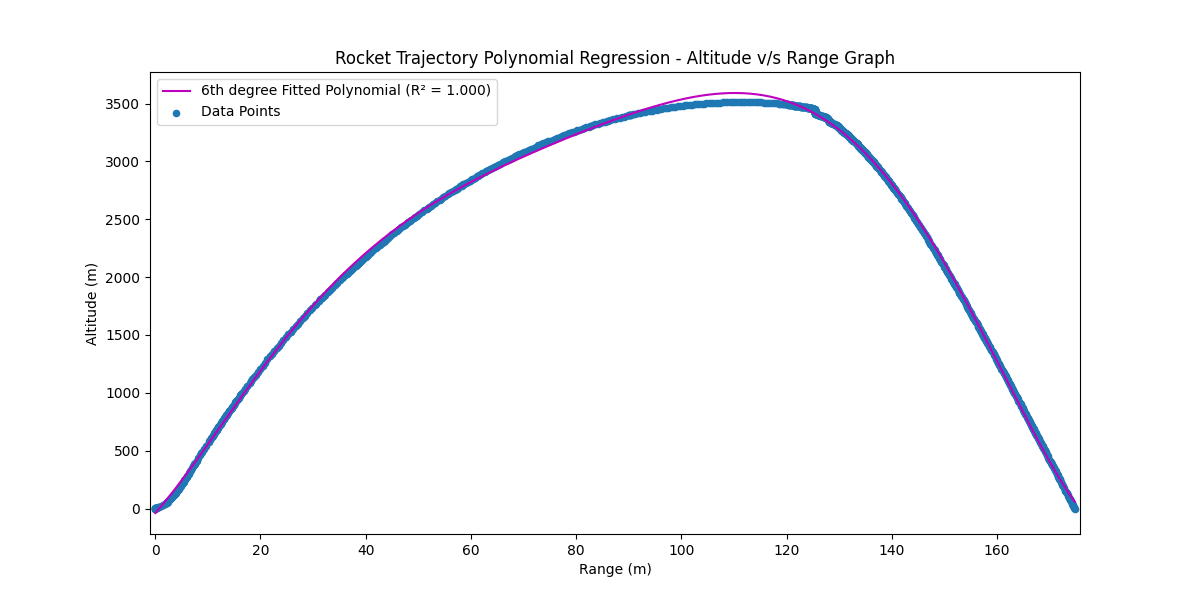 Rocket Trajectory Polynomial Regression - Altitude v/s Range Graph
6th degree Fitted Polynomial (R² = 1.000)
Data Points
Altitude (m)
3500
3000
2500
2000
1500
1000
500
0
0 20 40 60 80 100 120 140 160
Range (m)